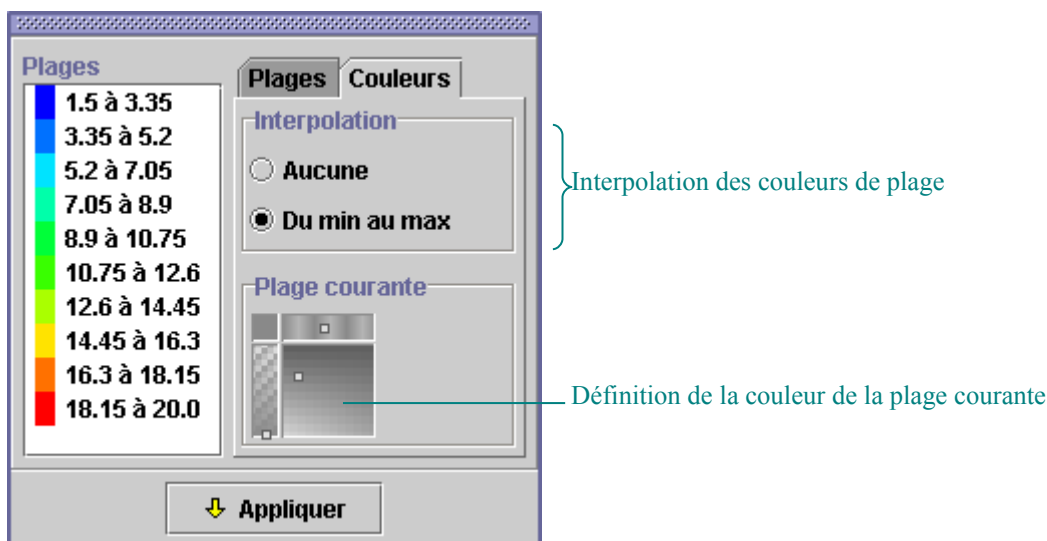 Plages
1.5 à 3.35
3.35 à 5.2
5.2 à 7.05
7.05 à 8.9
8.9 à 10.75
10.75 à 12.6
12.6 à 14.45
14.45 à 16.3
16.3 à 18.15
18.15 à 20.0
Plages Couleurs
Interpolation
Aucune
Du min au max
Plage courante
Appliquer
Interpolation des couleurs de plage
Définition de la couleur de la plage courante